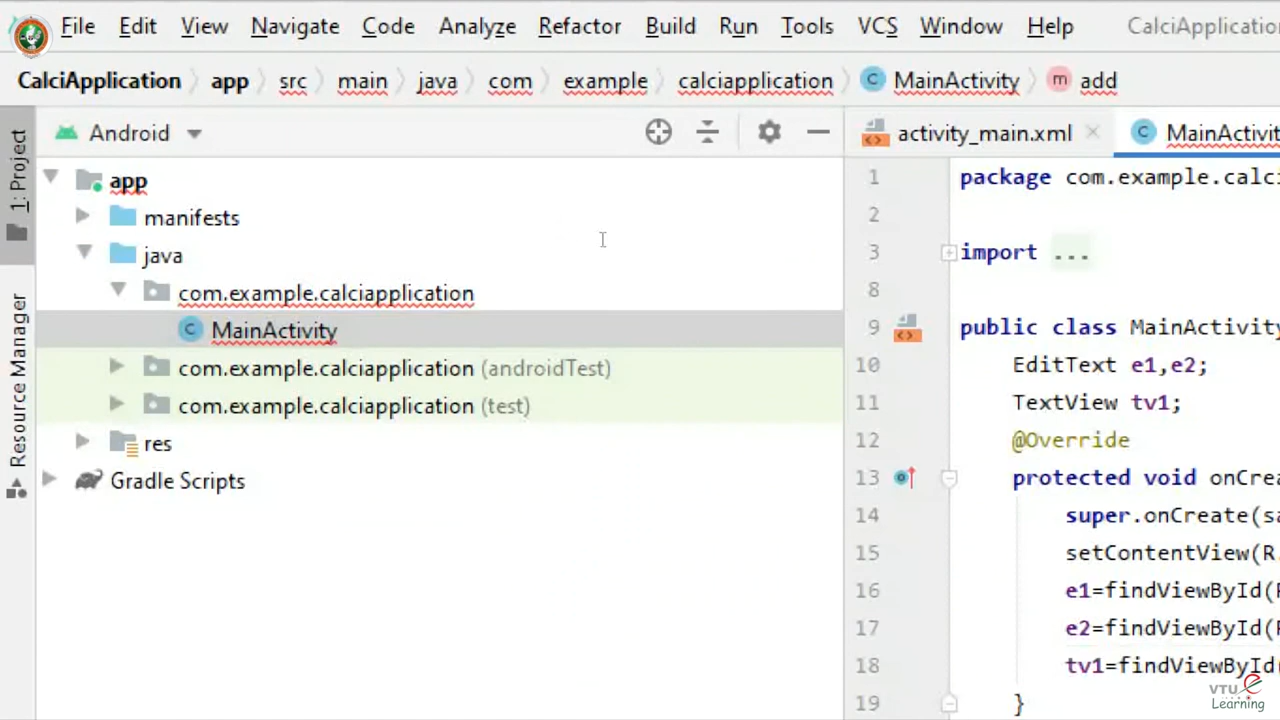 File Edit View Navigate Code Analyze Refactor Build Run Tools VCS Window Help CalciApplication
CalciApplication app src main java com example calciapplication C MainActivity m add
1: Project
Resource Manager
Android
app
manifests
java
com.example.calciapplication
C MainActivity
com.example.calciapplication (androidTest)
com.example.calciapplication (test)
res
Gradle Scripts
activity_main.xml C MainActivit
1 package com.example.calci
2
3 import ...
8
9 public class MainActivity
10 EditText e1,e2;
11 TextView tv1;
12 @Override
13 protected void onCrea
14 super.onCreate(sa
15 setContentView(R.
16 e1=findViewById(R
17 e2=findViewById(R
18 tv1=findViewById(
19 }
VTU e
Learning